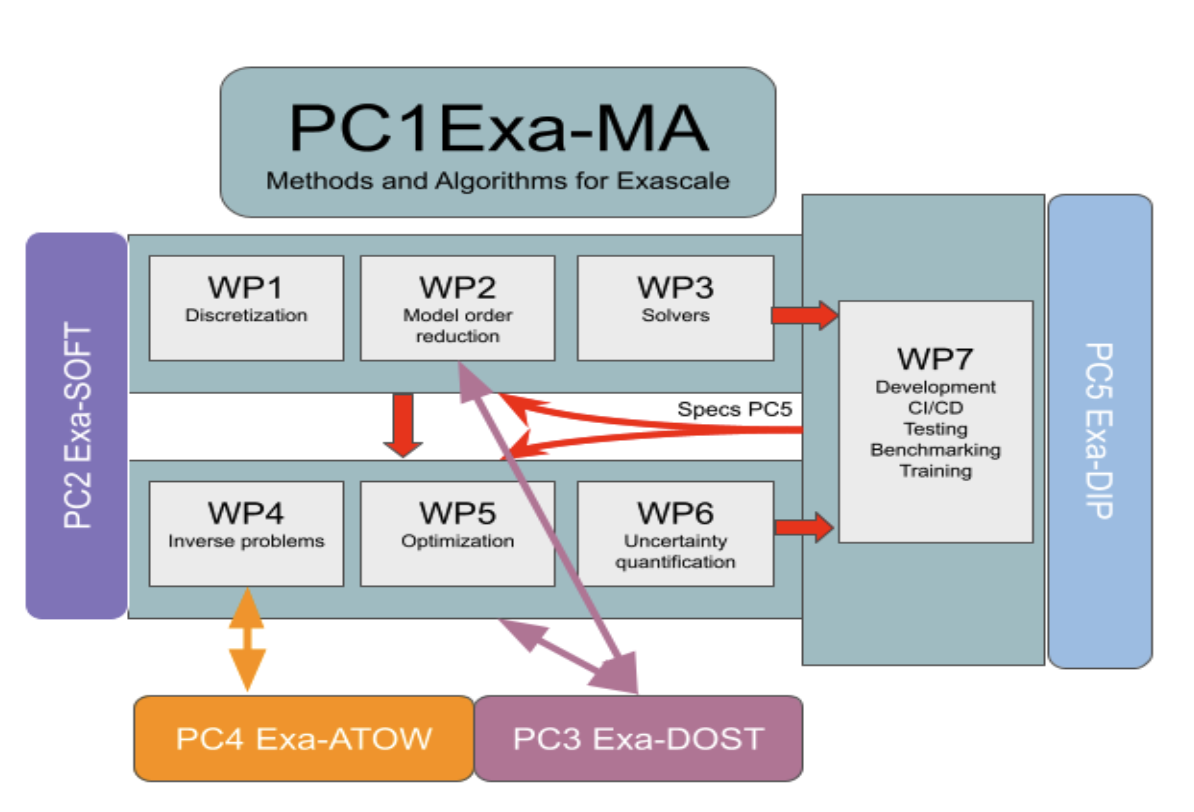 PC1Exa-MA
Methods and Algorithms for Exascale
PC2 Exa-SOFT
WP1
Discretization
WP2
Model order
reduction
WP3
Solvers
Specs PC5
WP4
Inverse problems
WP5
Optimization
WP6
Uncertainty
quantification
WP7
Development
CI/CD
Testing
Benchmarking
Training
PC5 Exa-DIP
PC4 Exa-ATOW
PC3 Exa-DOST